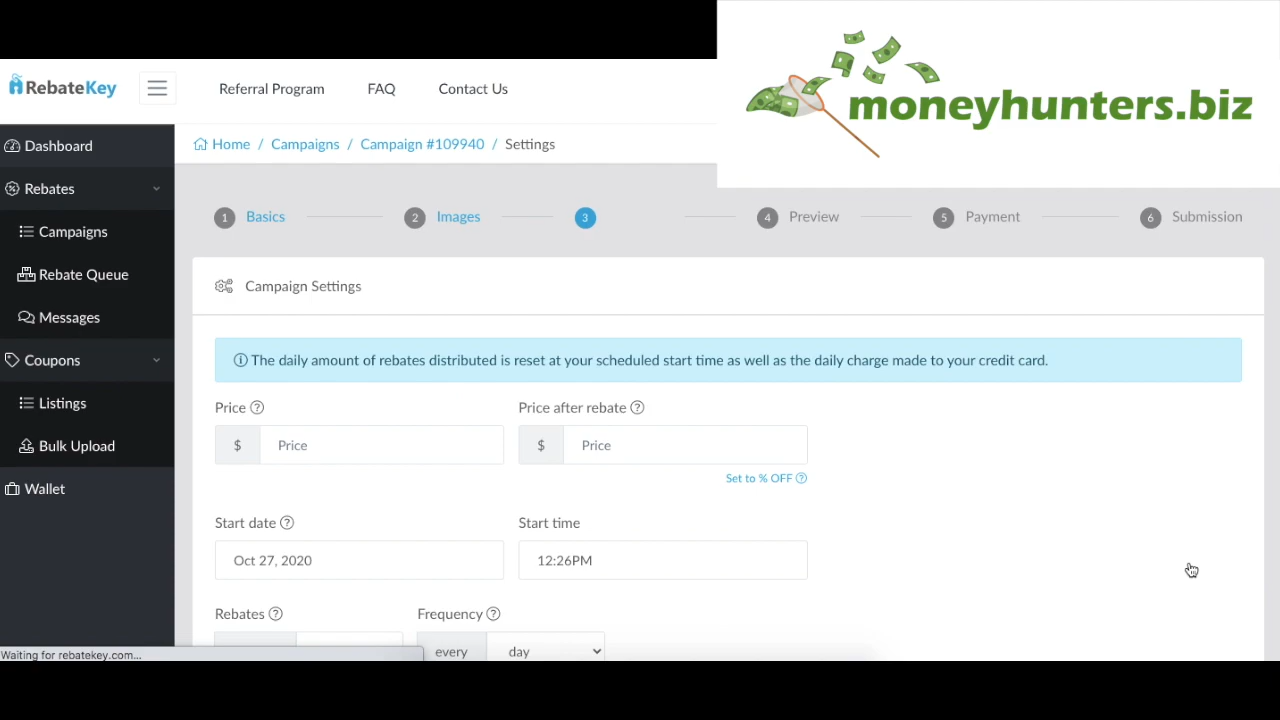 moneyhunters.biz
RebateKey
Referral Program
FAQ
Contact Us
Dashboard
Rebates
Campaigns
Rebate Queue
Messages
Coupons
Listings
Bulk Upload
Wallet
Home / Campaigns / Campaign #109940 / Settings
1 Basics
2 Images
3
4 Preview
5 Payment
6 Submission
Campaign Settings
The daily amount of rebates distributed is reset at your scheduled start time as well as the daily charge made to your credit card.
Price
Price after rebate
$ Price
$ Price
Set to % OFF
Start date
Start time
Oct 27, 2020
12:26PM
Rebates
Frequency
every day
Waiting for rebatekey.com...